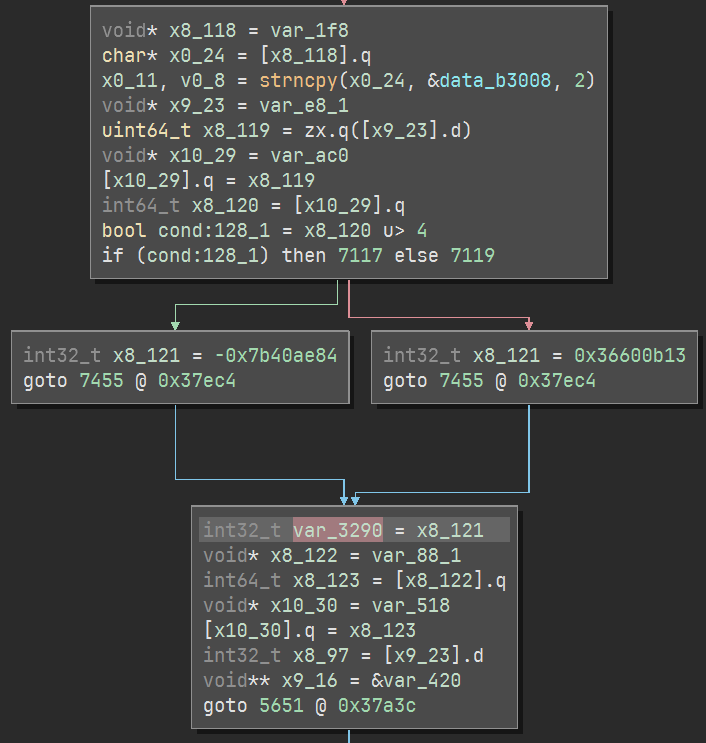 void* x8_118 = var_1f8
char* x0_24 = [x8_118].q
x0_11, v0_8 = strncpy(x0_24, &data_b3008, 2)
void* x9_23 = var_e8_1
uint64_t x8_119 = zx.q([x9_23].d)
void* x10_29 = var_ac0
[x10_29].q = x8_119
int64_t x8_120 = [x10_29].q
bool cond:128_1 = x8_120 u> 4
if (cond:128_1) then 7117 else 7119
int32_t x8_121 = -0x7b40ae84
goto 7455 @ 0x37ec4
int32_t x8_121 = 0x36600b13
goto 7455 @ 0x37ec4
int32_t var_3290 = x8_121
void* x8_122 = var_88_1
int64_t x8_123 = [x8_122].q
void* x10_30 = var_518
[x10_30].q = x8_123
int32_t x8_97 = [x9_23].d
void** x9_16 = &var_420
goto 5651 @ 0x37a3c